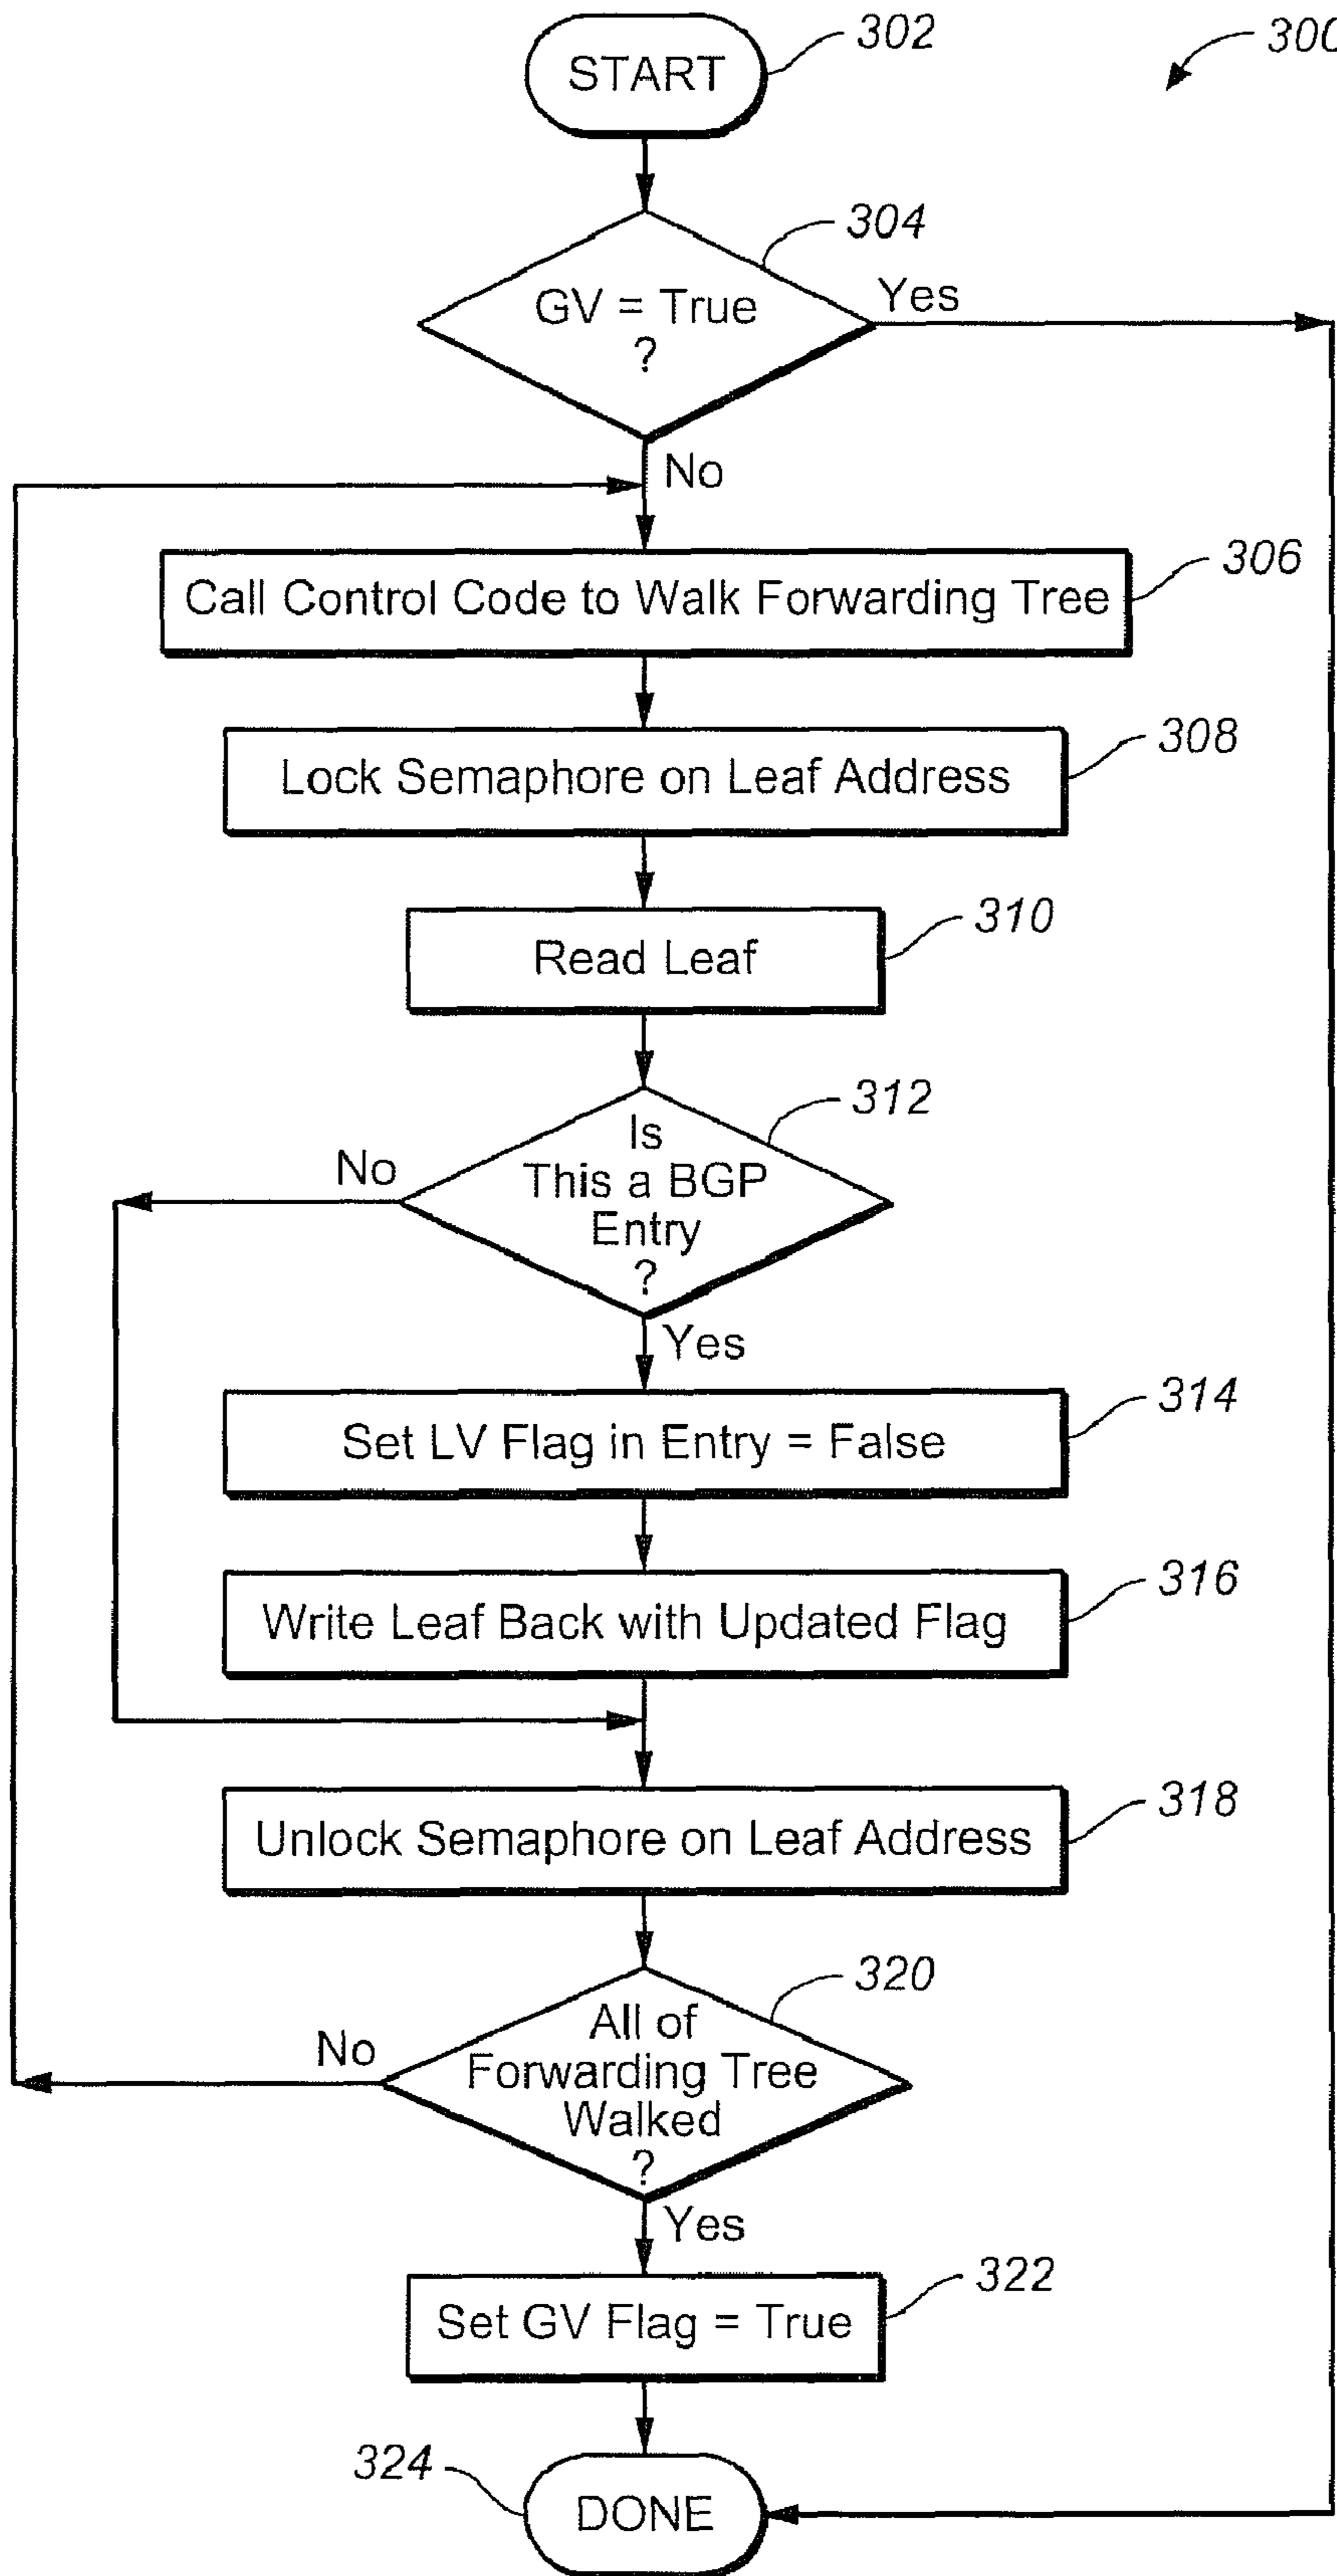 START
302
300
304
GV = True
?
Yes
No
Call Control Code to Walk Forwarding Tree
306
Lock Semaphore on Leaf Address
308
Read Leaf
310
Is
This a BGP
Entry
?
312
No
Yes
Set LV Flag in Entry = False
314
Write Leaf Back with Updated Flag
316
Unlock Semaphore on Leaf Address
318
All of
Forwarding Tree
Walked
?
320
No
Yes
Set GV Flag = True
322
324
DONE